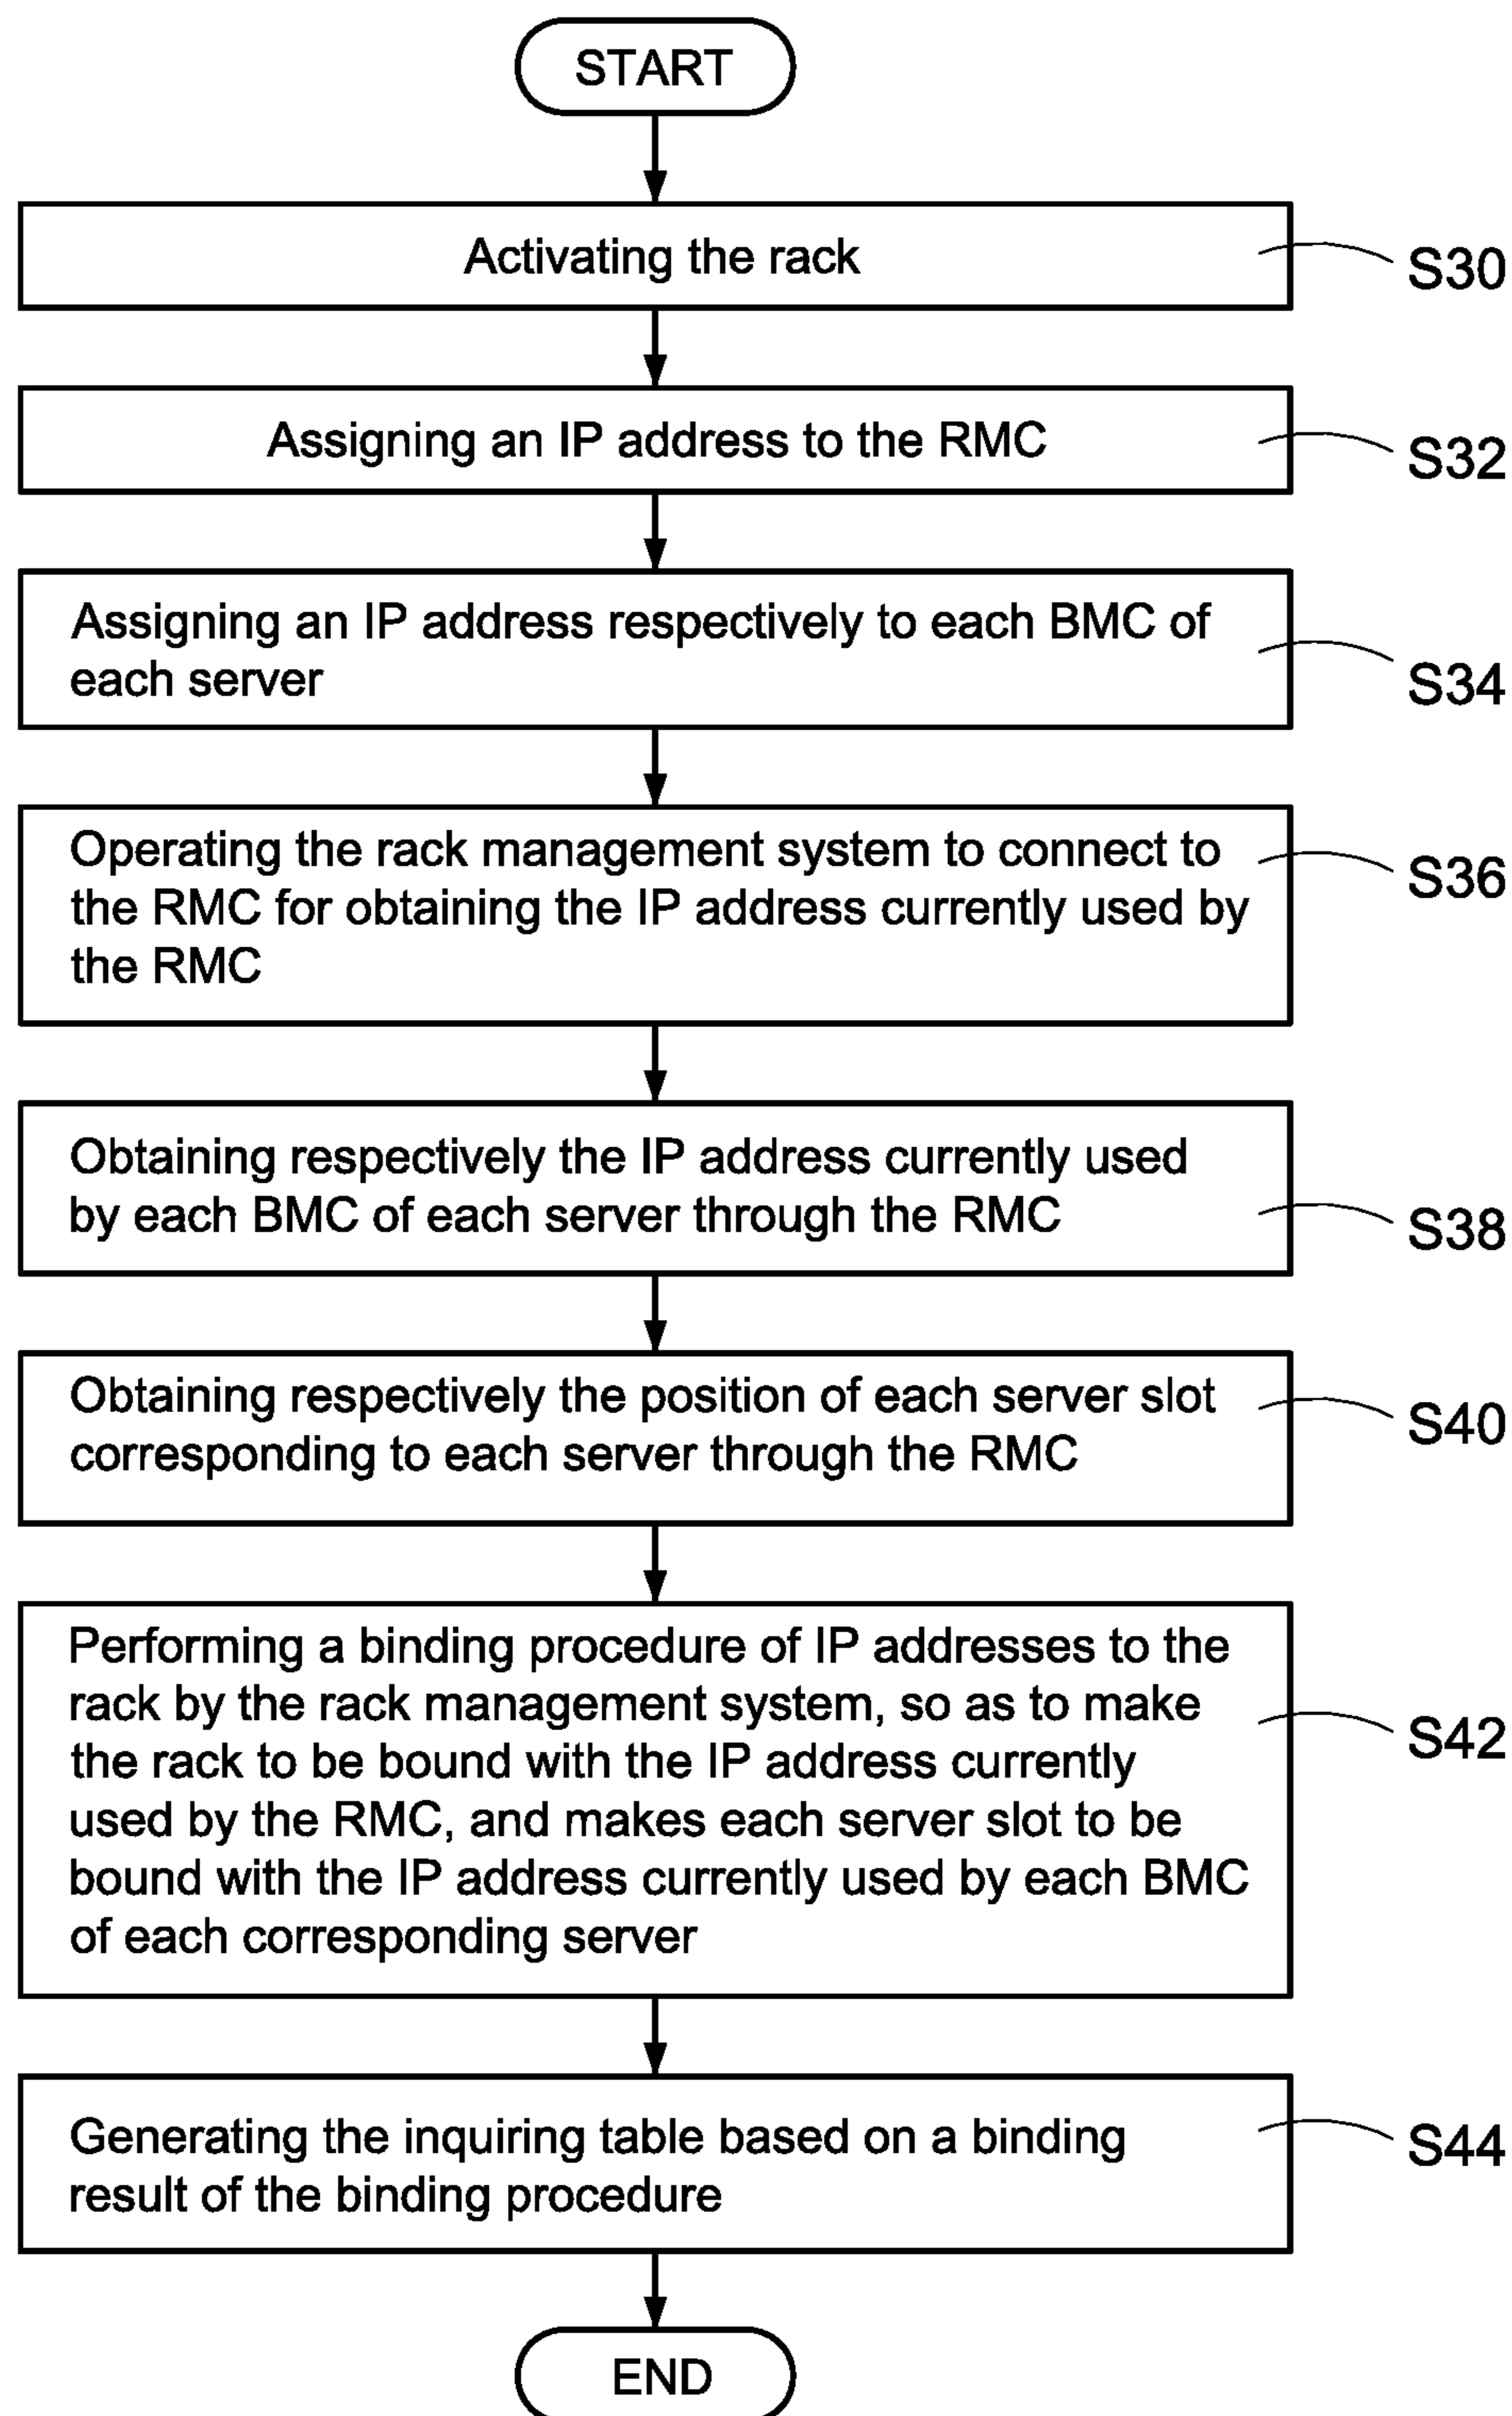 START
Activating the rack
S30
Assigning an IP address to the RMC
S32
Assigning an IP address respectively to each BMC of
each server
S34
Operating the rack management system to connect to
the RMC for obtaining the IP address currently used by
the RMC
S36
Obtaining respectively the IP address currently used
by each BMC of each server through the RMC
S38
Obtaining respectively the position of each server slot
corresponding to each server through the RMC
S40
Performing a binding procedure of IP addresses to the
rack by the rack management system, so as to make
the rack to be bound with the IP address currently
used by the RMC, and makes each server slot to be
bound with the IP address currently used by each BMC
of each corresponding server
S42
Generating the inquiring table based on a binding
result of the binding procedure
S44
END